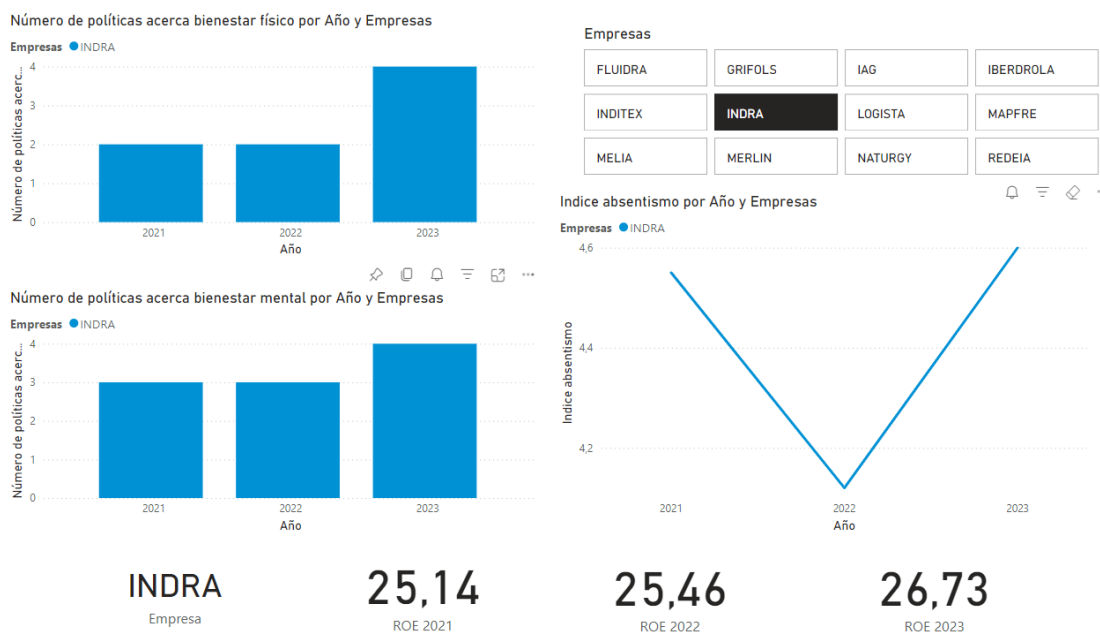 Número de políticas acerca bienestar físico por Año y Empresas
Empresas INDRA
Número de políticas acerc...
4
3
2
1
0
2021 2022 2023
Año
Número de políticas acerca bienestar mental por Año y Empresas
Empresas INDRA
Número de políticas acerc...
4
3
2
1
0
2021 2022 2023
Año
Empresas
FLUIDRA GRIFOLS IAG IBERDROLA
INDITEX INDRA LOGISTA MAPFRE
MELIA MERLIN NATURGY REDEIA
Indice absentismo por Año y Empresas
Empresas INDRA
Indice absentismo
4,6
4,4
4,2
2021 2022 2023
Año
INDRA
Empresa
25,14
ROE 2021
25,46
ROE 2022
26,73
ROE 2023